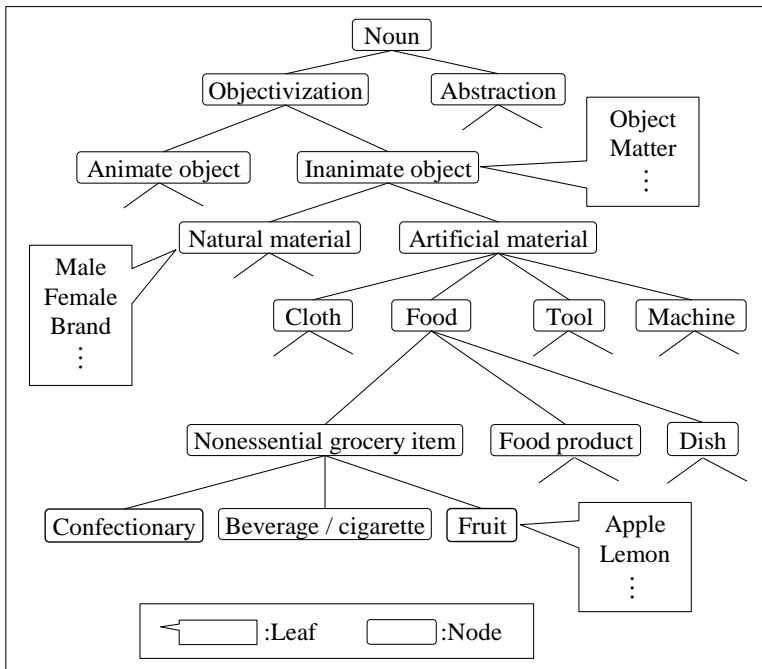 Noun
Objectivization
Abstraction
Object
Matter
⋮
Animate object
Inanimate object
Natural material
Artificial material
Male
Female
Brand
⋮
Cloth
Food
Tool
Machine
Nonessential grocery item
Food product
Dish
Confectionary
Beverage / cigarette
Fruit
Apple
Lemon
⋮
:Leaf
:Node